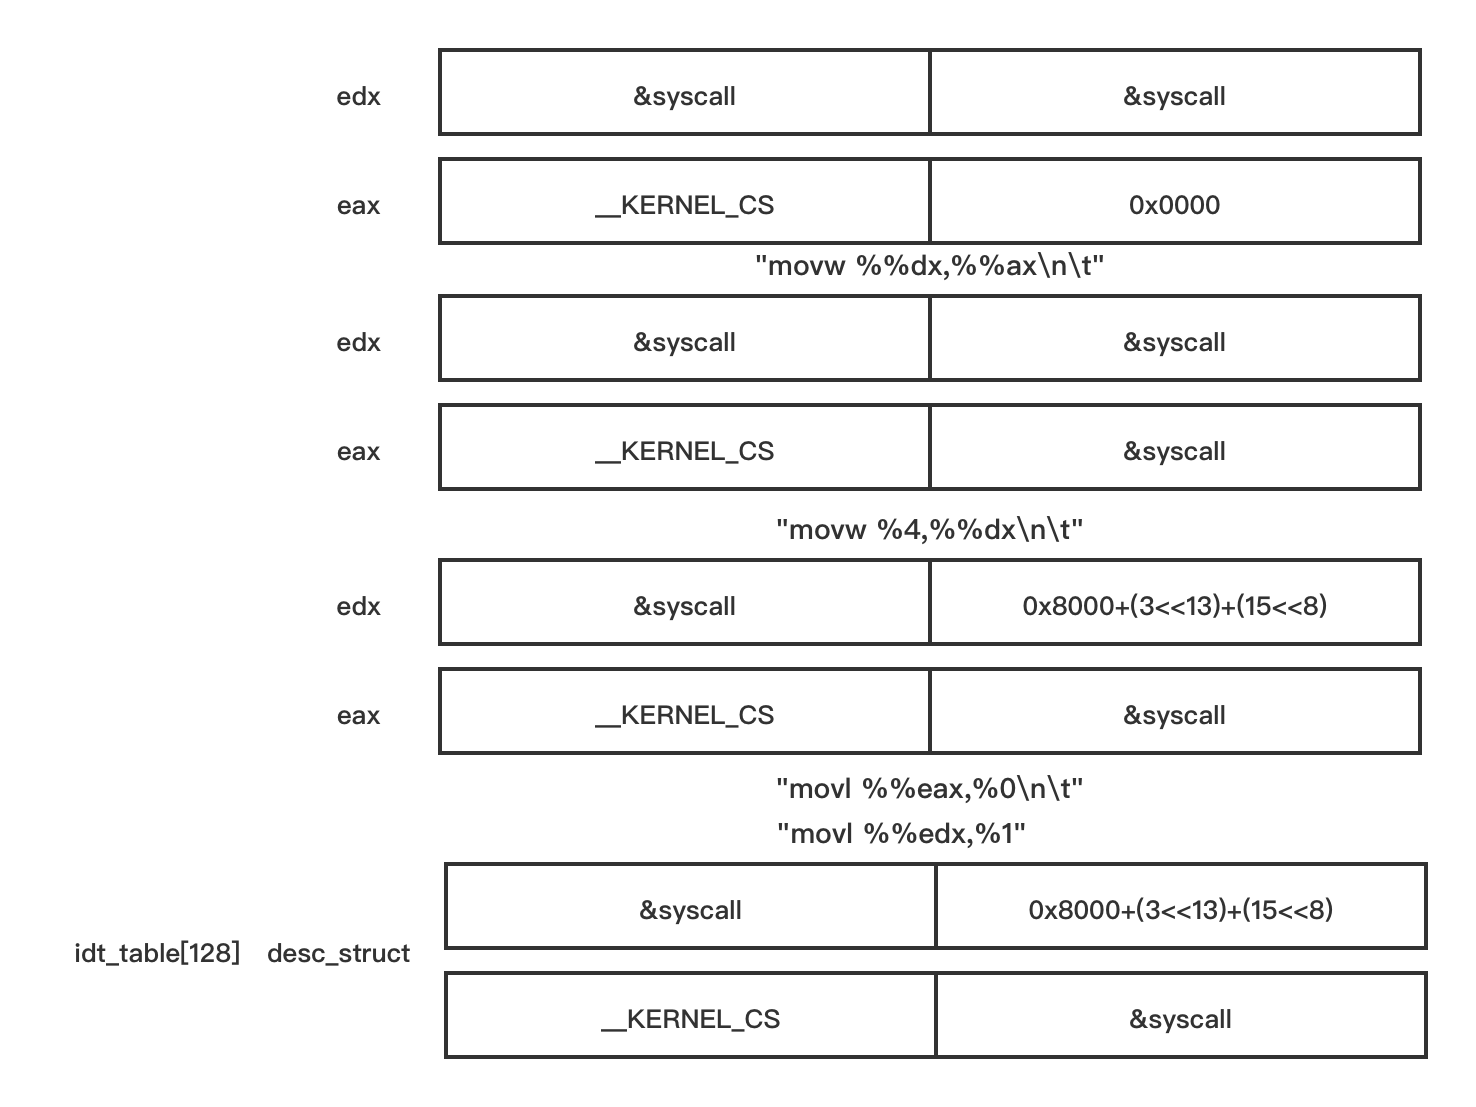 edx &syscall &syscall
eax __KERNEL_CS 0x0000
"movw %%dx,%%ax\n\t"
edx &syscall &syscall
eax __KERNEL_CS &syscall
"movw %4,%%dx\n\t"
edx &syscall 0x8000+(3<<13)+(15<<8)
eax __KERNEL_CS &syscall
"movl %%eax,%0\n\t"
"movl %%edx,%1"
&syscall 0x8000+(3<<13)+(15<<8)
idt_table[128] desc_struct
__KERNEL_CS &syscall